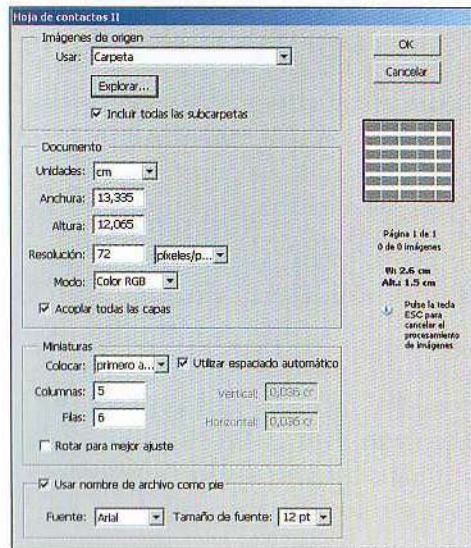 Hoja de contactos II
Imágenes de origen
Usar: Carpeta
Explorar...
Incluir todas las subcarpetas
Documento
Unidades: cm
Anchura: 13,335
Altura: 12,065
Resolución: 72 píxeles/p...
Modo: Color RGB
Acoplar todas las capas
Miniaturas
Colocar: primero a... Utilizar espaciado automático
Columnas: 5 Vertical: 0,036 cr
Filas: 6 Horizontal: 0,036 cr
Rotar para mejor ajuste
Usar nombre de archivo como pie
Fuente: Arial Tamaño de fuente: 12 pt
OK
Cancelar
Página 1 de 1
0 de 0 imágenes
W: 2.6 cm
Alt.: 1.5 cm
Pulse la tecla
ESC para
cancelar el
procesamiento
de imágenes